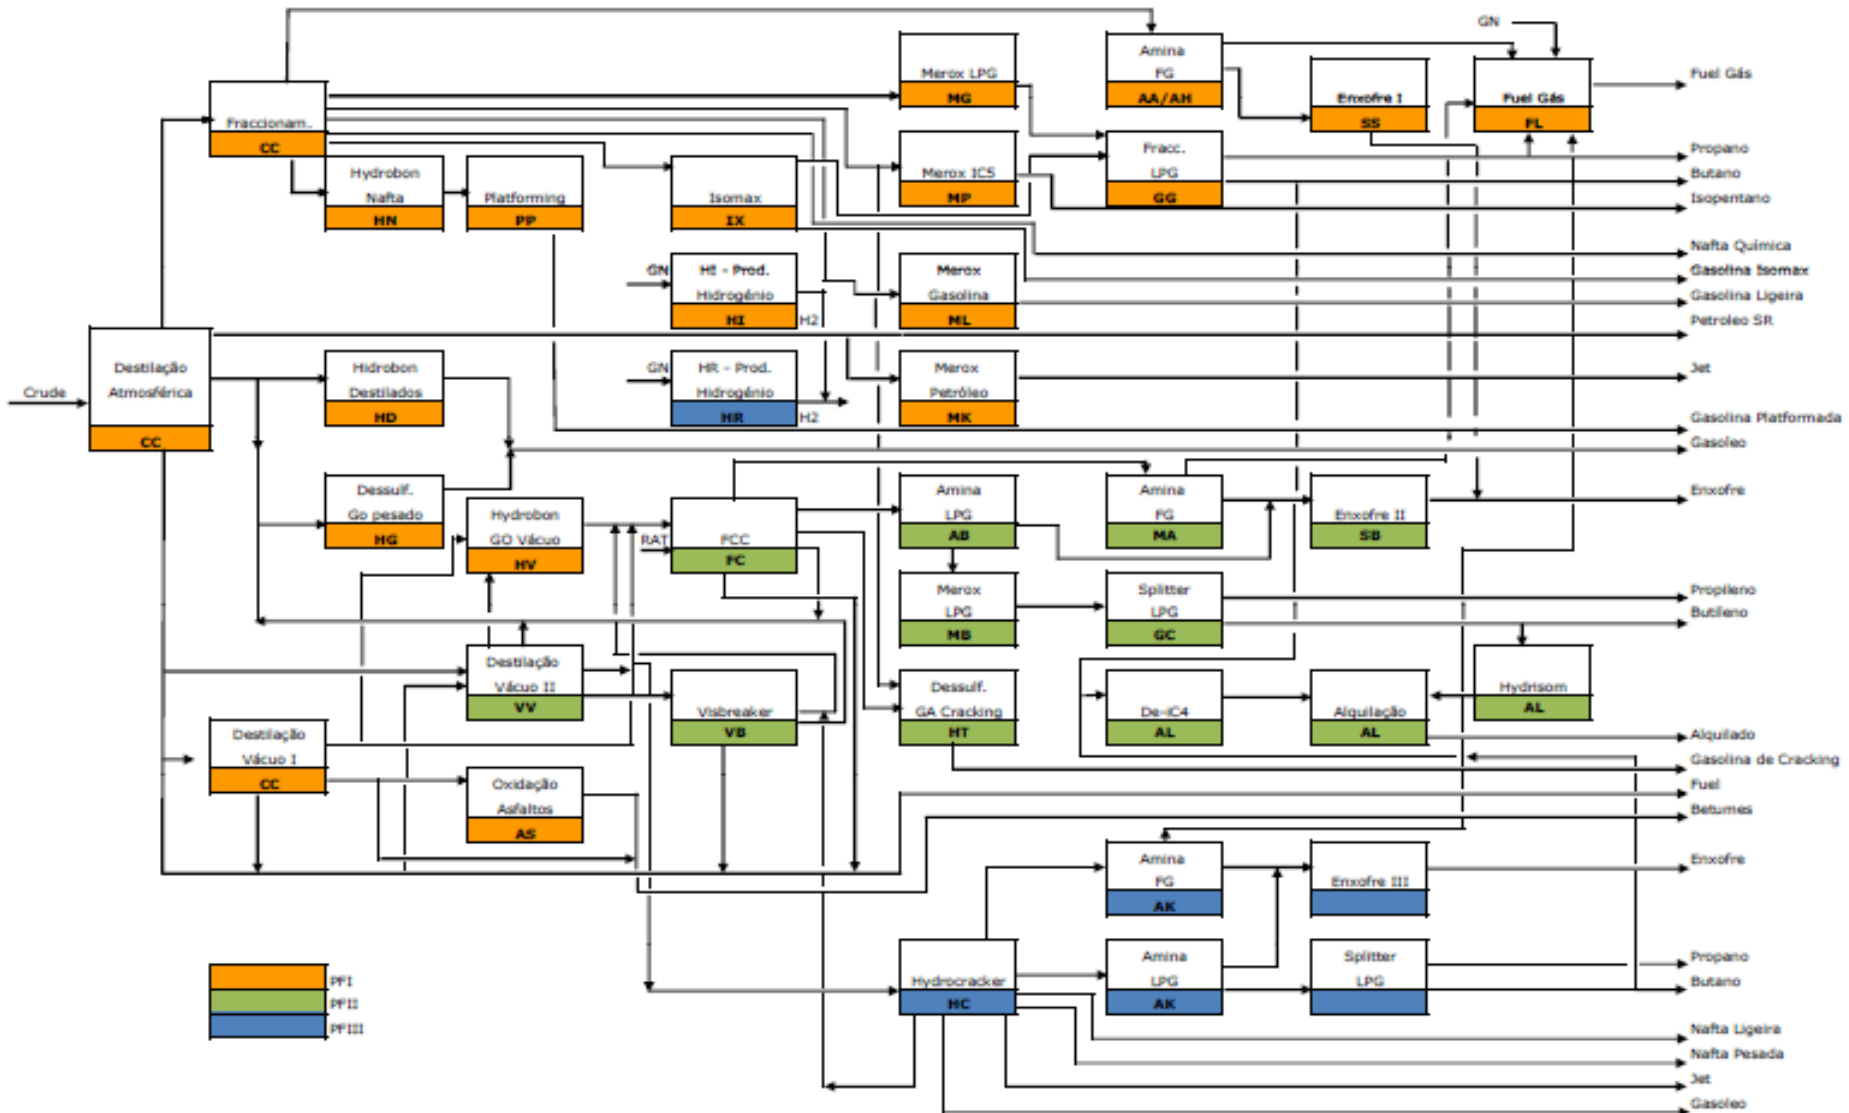 GN
Fuel Gás
Merox LPG
MG
Amina
FG
AA/AH
Enxofre I
SS
Fuel Gás
FL
Fraccionam.
CC
Hydrobon
Nafta
HN
Platforming
PP
Isomax
IX
Merox IC5
MP
Fracc.
LPG
GG
Propano
Butano
Isopentano
Nafta Química
Gasolina Isomax
Gasolina Ligeira
Petroleo SR
GN
HI - Prod.
Hidrogénio
HI
H2
Merox
Gasolina
ML
Destilação
Atmosférica
CC
Crude
Hidrobon
Destilados
HD
GN
HR - Prod.
Hidrogénio
HR
H2
Merox
Petróleo
MK
Jet
Gasolina Platformada
Gasoleo
Dessulf.
Go pesado
HG
Hydrobon
GO Vácuo
HV
RAT
FCC
FC
Amina
LPG
AB
Amina
FG
MA
Enxofre II
SB
Enxofre
Merox
LPG
MB
Splitter
LPG
GC
Propileno
Butileno
Destilação
Vácuo II
VV
Visbreaker
VB
Dessulf.
GA Cracking
HT
De-IC4
AL
Alquilação
AL
Hydrisom
AL
Alquilado
Gasolina de Cracking
Fuel
Betumes
Destilação
Vácuo I
CC
Oxidação
Asfaltos
AS
Amina
FG
AK
Enxofre III
Enxofre
Hydrocracker
HC
Amina
LPG
AK
Splitter
LPG
Propano
Butano
Nafta Ligeira
Nafta Pesada
Jet
Gasoleo
PFI
PFII
PFIII